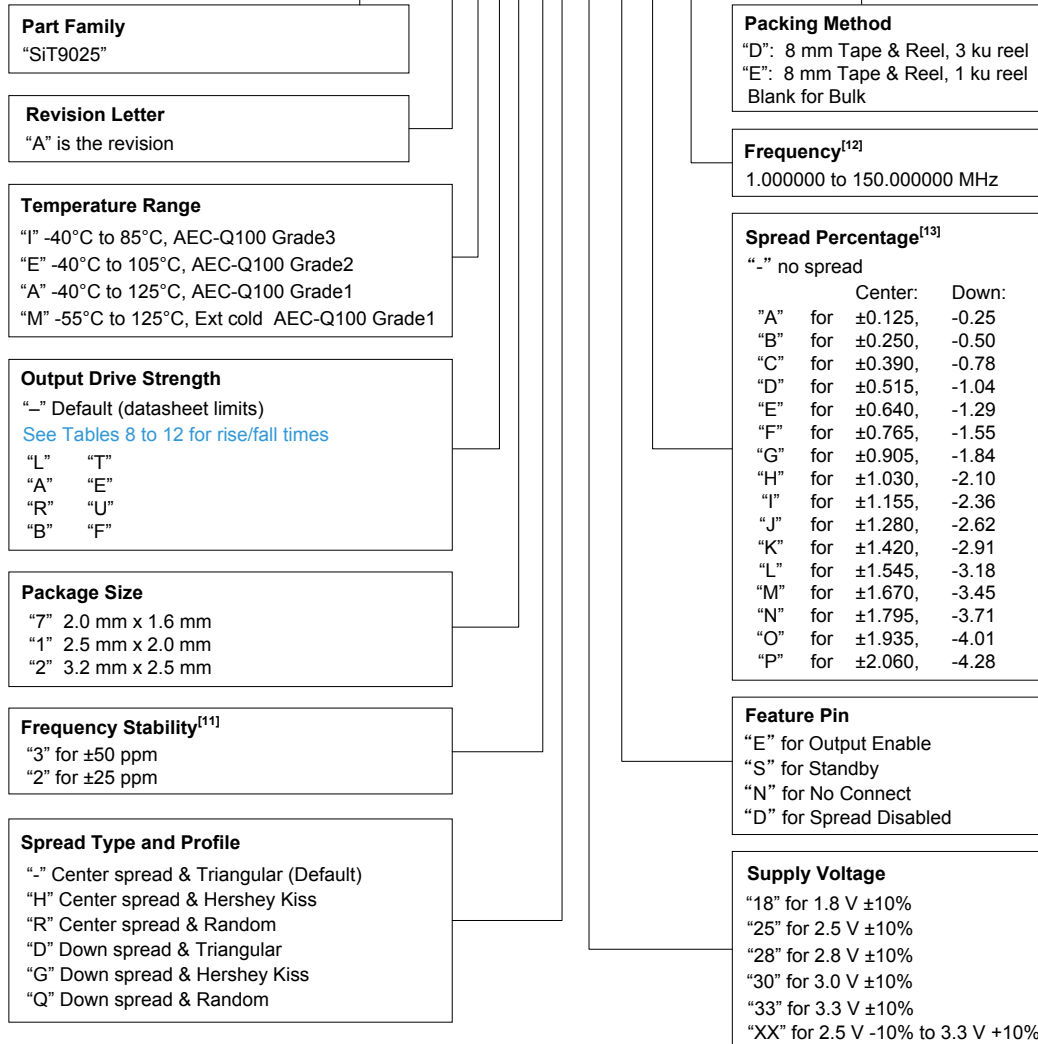 Part Family
“SiT9025”
Revision Letter
“A” is the revision
Temperature Range
“I” -40°C to 85°C, AEC-Q100 Grade3
“E” -40°C to 105°C, AEC-Q100 Grade2
“A” -40°C to 125°C, AEC-Q100 Grade1
“M” -55°C to 125°C, Ext cold AEC-Q100 Grade1
Output Drive Strength
“–” Default (datasheet limits)
See Tables 8 to 12 for rise/fall times
“L” “T”
“A” “E”
“R” “U”
“B” “F”
Package Size
“7” 2.0 mm x 1.6 mm
“1” 2.5 mm x 2.0 mm
“2” 3.2 mm x 2.5 mm
Frequency Stability[11]
“3” for ±50 ppm
“2” for ±25 ppm
Spread Type and Profile
“-” Center spread & Triangular (Default)
“H” Center spread & Hershey Kiss
“R” Center spread & Random
“D” Down spread & Triangular
“G” Down spread & Hershey Kiss
“Q” Down spread & Random
Packing Method
“D”: 8 mm Tape & Reel, 3 ku reel
“E”: 8 mm Tape & Reel, 1 ku reel
Blank for Bulk
Frequency[12]
1.000000 to 150.000000 MHz
Spread Percentage[13]
“-” no spread
Center: Down:
”A” for ±0.125, -0.25
“B” for ±0.250, -0.50
“C” for ±0.390, -0.78
“D” for ±0.515, -1.04
“E” for ±0.640, -1.29
“F” for ±0.765, -1.55
“G” for ±0.905, -1.84
“H” for ±1.030, -2.10
“I” for ±1.155, -2.36
“J” for ±1.280, -2.62
“K” for ±1.420, -2.91
“L” for ±1.545, -3.18
“M” for ±1.670, -3.45
“N” for ±1.795, -3.71
“O” for ±1.935, -4.01
“P” for ±2.060, -4.28
Feature Pin
“E” for Output Enable
“S” for Standby
“N” for No Connect
“D” for Spread Disabled
Supply Voltage
“18” for 1.8 V ±10%
“25” for 2.5 V ±10%
“28” for 2.8 V ±10%
“30” for 3.0 V ±10%
“33” for 3.3 V ±10%
“XX” for 2.5 V -10% to 3.3 V +10%